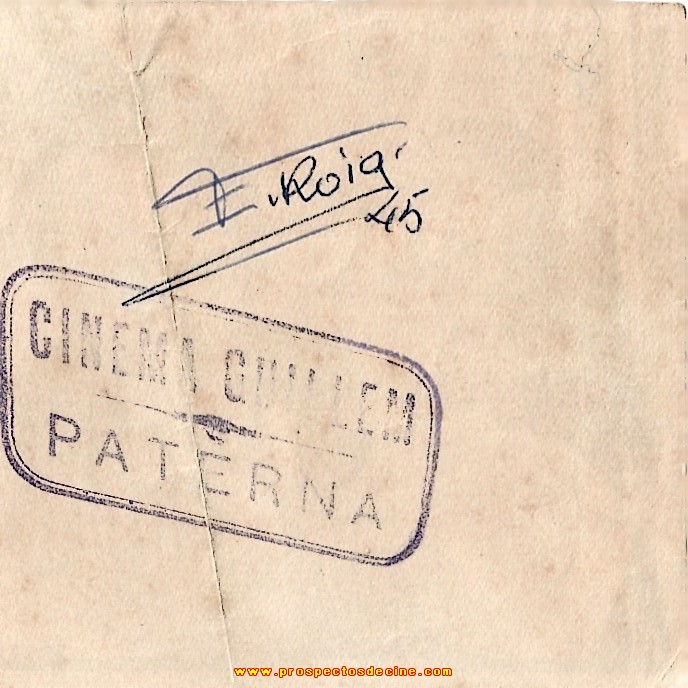 F. Roig
45
CINEMA GUILLEM
PATERNA
www.prospectosdecine.com